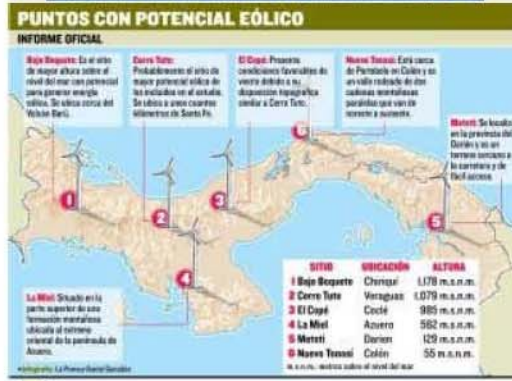 PUNTOS CON POTENCIAL EÓLICO
INFORME OFICIAL
Bajo Boquete: Es el sitio
de mayor altura sobre el
nivel del mar con potencial
para generar energía
eólica. Se ubica cerca del
Volcán Barú.
Cerro Tute:
Probablemente el sitio de
mayor potencial eólico de
los incluidos en el estudio.
Se ubica a unos cuantos
kilómetros de Santa Fe.
El Copé: Presenta
condiciones favorables de
viento debido a su
disposición topográfica
similar a Cerro Tute.
Nuevo Tonosí: Está cerca
de Portobelo en Colón y es
un valle rodeado de dos
cadenas montañosas
paralelas que van de
noreste a suroeste.
Metetí: Se localiza
en la provincia del
Darién y es un
terreno cercano a
la carretera y de
fácil acceso.
6
1
2
3
5
4
La Miel: Situado en la
parte superior de una
formación montañosa
ubicada al extremo
oriental de la península de
Azuero.
SITIO UBICACIÓN ALTURA
1 Bajo Boquete Chiriquí 1,178 m.s.n.m.
2 Cerro Tute Veraguas 1,079 m.s.n.m.
3 El Copé Coclé 985 m.s.n.m.
4 La Miel Azuero 562 m.s.n.m.
5 Metetí Darien 129 m.s.n.m.
6 Nuevo Tonosí Colón 55 m.s.n.m.
m.s.n.m. metros sobre el nivel del mar
Infografía: La Prensa/Daniel González